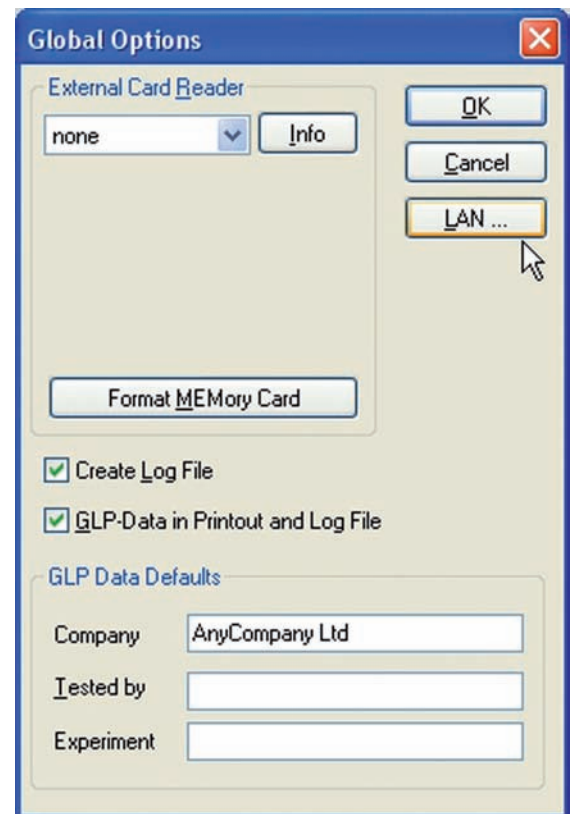 Global Options
External Card Reader
none
Info
OK
Cancel
LAN ...
Format MEMory Card
Create Log File
GLP-Data in Printout and Log File
GLP Data Defaults
Company
AnyCompany Ltd
Tested by
Experiment